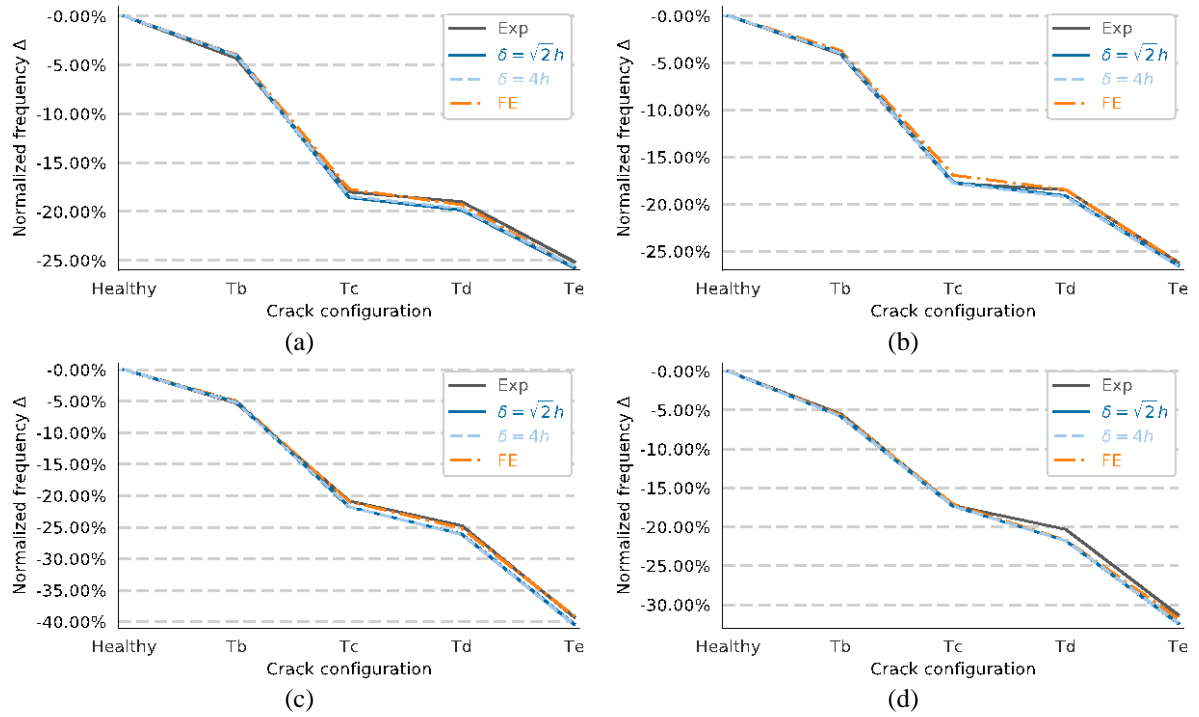 Normalized frequency Δ
-0.00%
-5.00%
-10.00%
-15.00%
-20.00%
-25.00%
Exp
δ = √2h
δ = 4h
FE
Healthy Tb Tc Td Te
Crack configuration
(a)
Normalized frequency Δ
-0.00%
-5.00%
-10.00%
-15.00%
-20.00%
-25.00%
Exp
δ = √2h
δ = 4h
FE
Healthy Tb Tc Td Te
Crack configuration
(b)
Normalized frequency Δ
-0.00%
-5.00%
-10.00%
-15.00%
-20.00%
-25.00%
-30.00%
-35.00%
-40.00%
Exp
δ = √2h
δ = 4h
FE
Healthy Tb Tc Td Te
Crack configuration
(c)
Normalized frequency Δ
-0.00%
-5.00%
-10.00%
-15.00%
-20.00%
-25.00%
-30.00%
Exp
δ = √2h
δ = 4h
FE
Healthy Tb Tc Td Te
Crack configuration
(d)